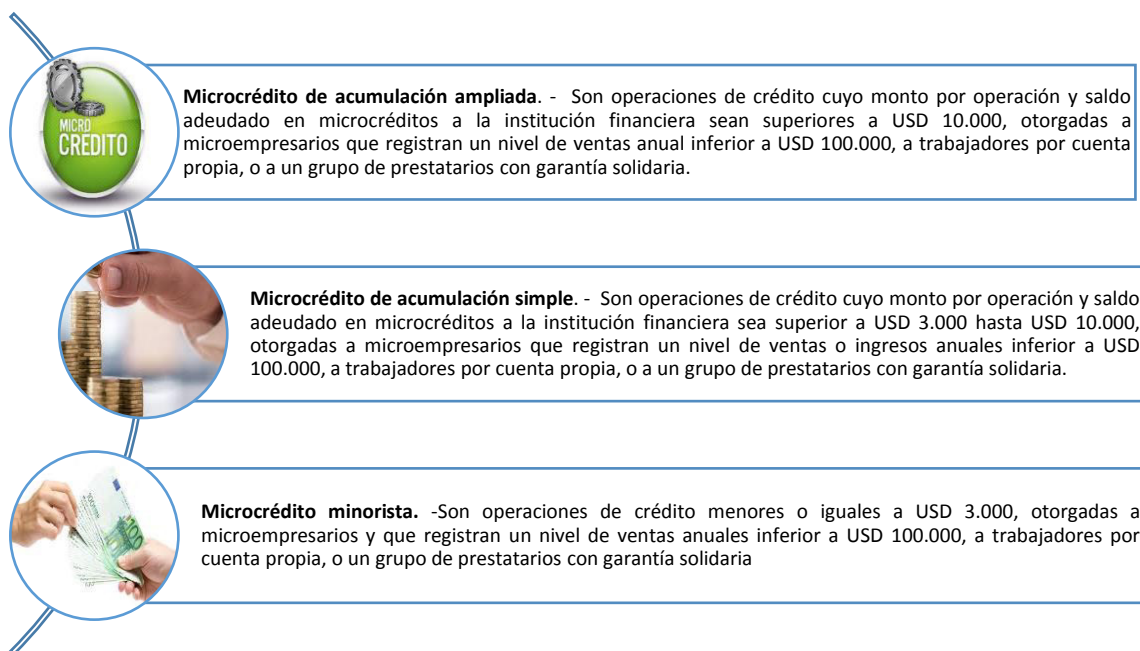 MICRO
CREDITO
Microcrédito de acumulación ampliada. - Son operaciones de crédito cuyo monto por operación y saldo
adeudado en microcréditos a la institución financiera sean superiores a USD 10.000, otorgadas a
microempresarios que registran un nivel de ventas anual inferior a USD 100.000, a trabajadores por cuenta
propia, o a un grupo de prestatarios con garantía solidaria.
Microcrédito de acumulación simple. - Son operaciones de crédito cuyo monto por operación y saldo
adeudado en microcréditos a la institución financiera sea superior a USD 3.000 hasta USD 10.000,
otorgadas a microempresarios que registran un nivel de ventas o ingresos anuales inferior a USD
100.000, a trabajadores por cuenta propia, o a un grupo de prestatarios con garantía solidaria.
100
Microcrédito minorista. -Son operaciones de crédito menores o iguales a USD 3.000, otorgadas a
microempresarios y que registran un nivel de ventas anuales inferior a USD 100.000, a trabajadores por
cuenta propia, o un grupo de prestatarios con garantía solidaria